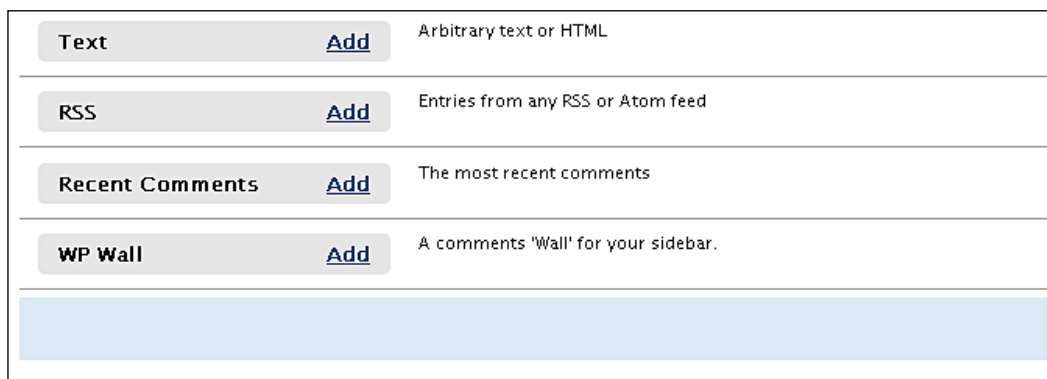 Text Add Arbitrary text or HTML
RSS Add Entries from any RSS or Atom feed
Recent Comments Add The most recent comments
WP Wall Add A comments 'Wall' for your sidebar.